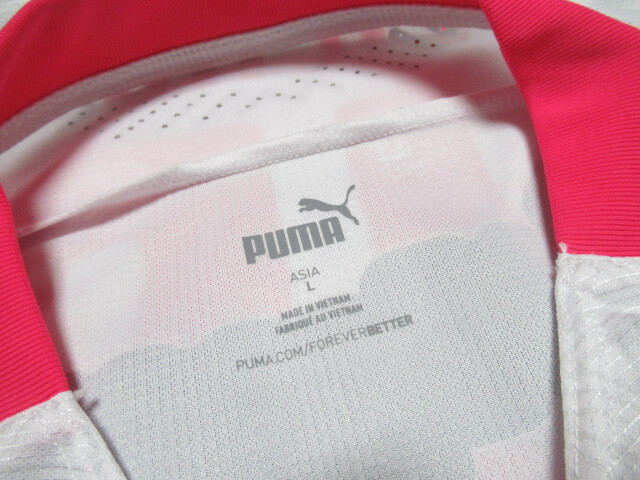 PUMA
ASIA
L
MADE IN VIETNAM
FABRIQUÉ AU VIETNAM
PUMA.COM/FOREVERBETTER